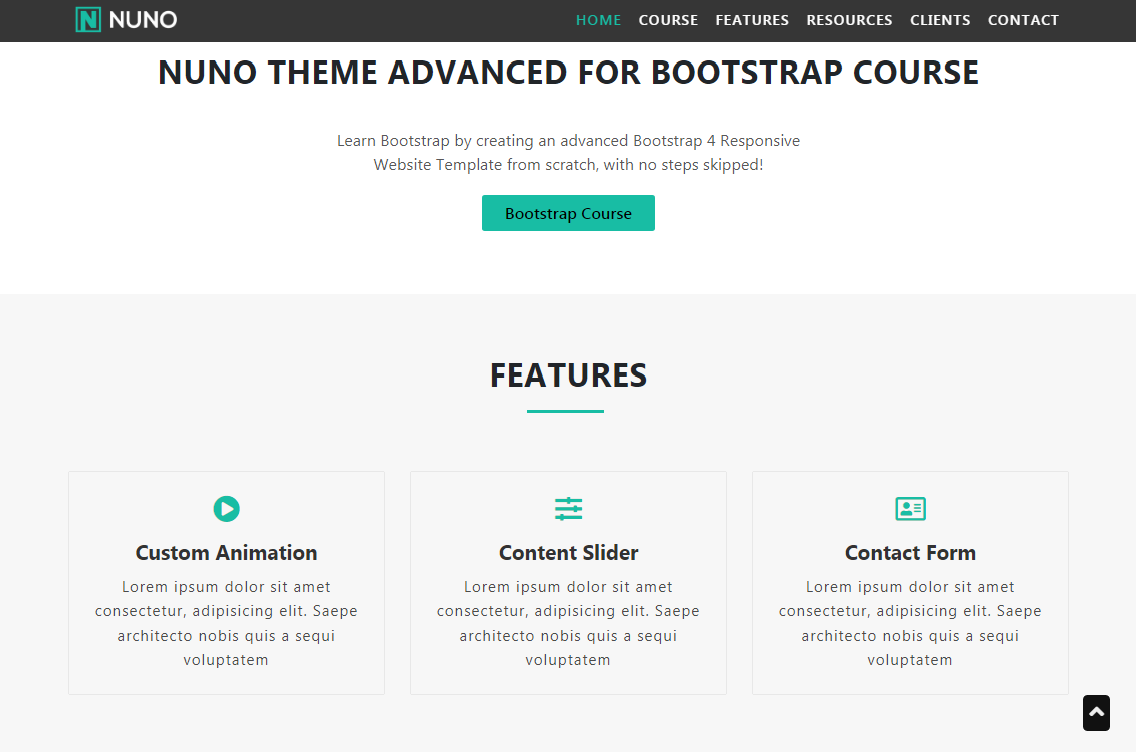 N NUNO
HOME COURSE FEATURES RESOURCES CLIENTS CONTACT
NUNO THEME ADVANCED FOR BOOTSTRAP COURSE
Learn Bootstrap by creating an advanced Bootstrap 4 Responsive
Website Template from scratch, with no steps skipped!
Bootstrap Course
FEATURES
Custom Animation
Lorem ipsum dolor sit amet
consectetur, adipisicing elit. Saepe
architecto nobis quis a sequi
voluptatem
Content Slider
Lorem ipsum dolor sit amet
consectetur, adipisicing elit. Saepe
architecto nobis quis a sequi
voluptatem
Contact Form
Lorem ipsum dolor sit amet
consectetur, adipisicing elit. Saepe
architecto nobis quis a sequi
voluptatem